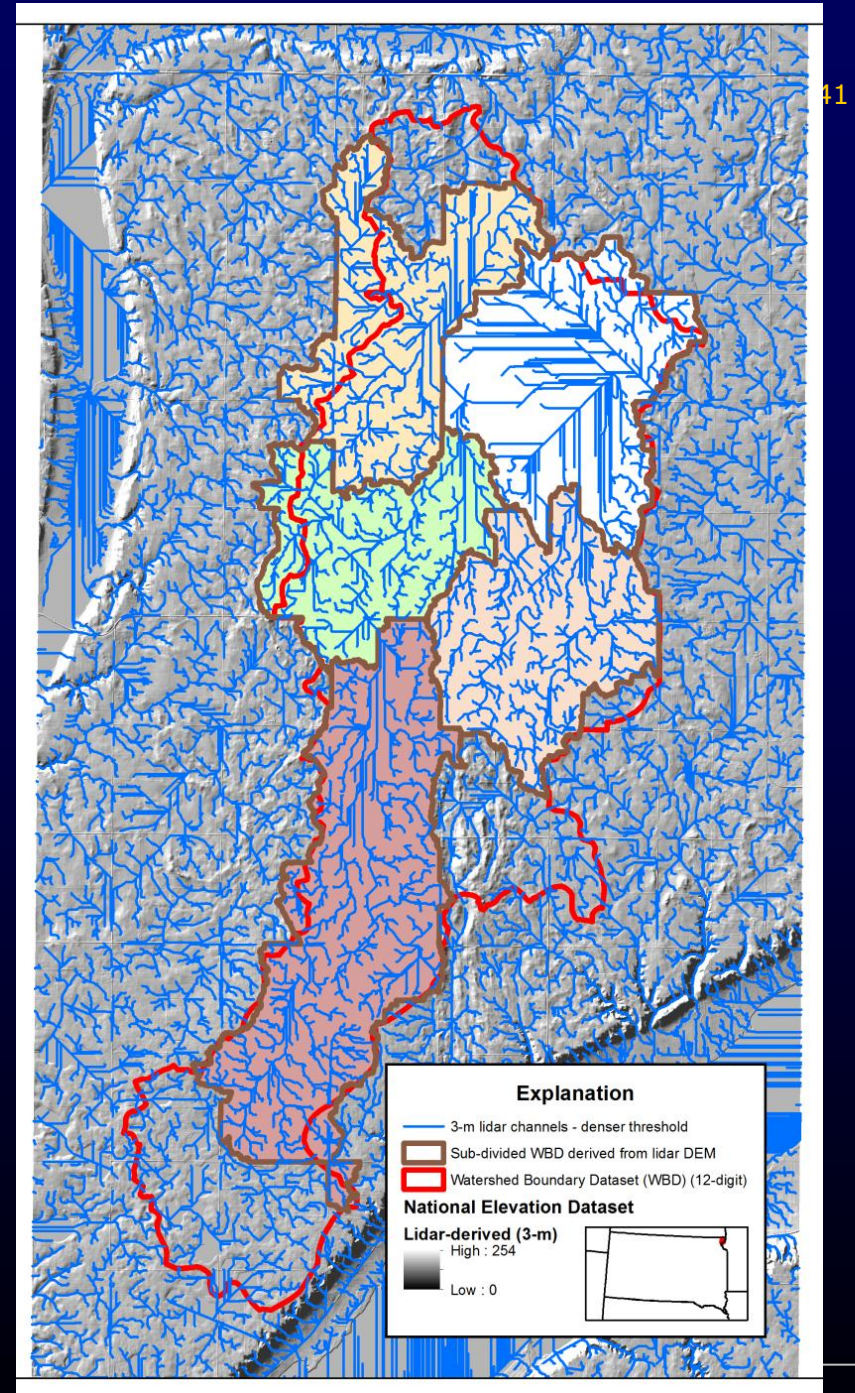 41
Explanation
3-m lidar channels - denser threshold
Sub-divided WBD derived from lidar DEM
Watershed Boundary Dataset (WBD) (12-digit)
National Elevation Dataset
Lidar-derived (3-m)
High : 254
Low : 0